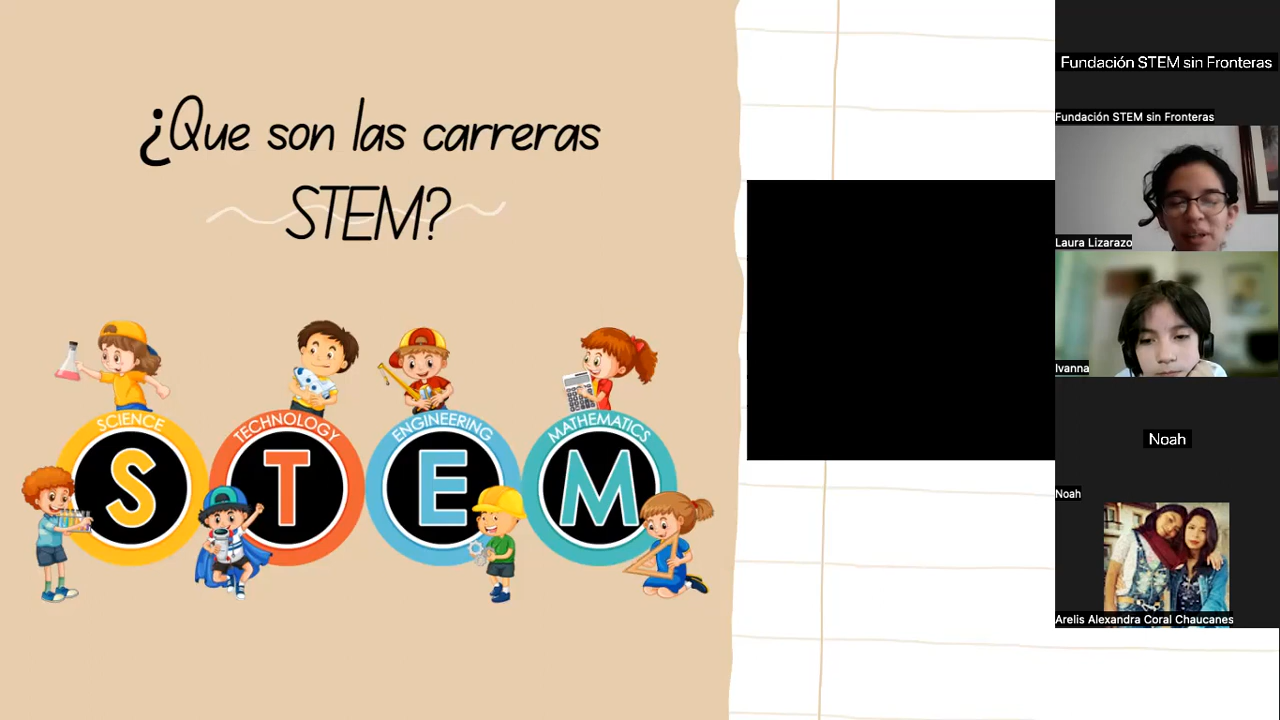 ¿Que son las carreras
STEM?
SCIENCE
TECHNOLOGY
ENGINEERING
MATHEMATICS
S
T
E
M
Fundación STEM sin Fronteras
Fundación STEM sin Fronteras
Laura Lizarazo
Ivanna
Noah
Noah
Arelis Alexandra Coral Chaucanes